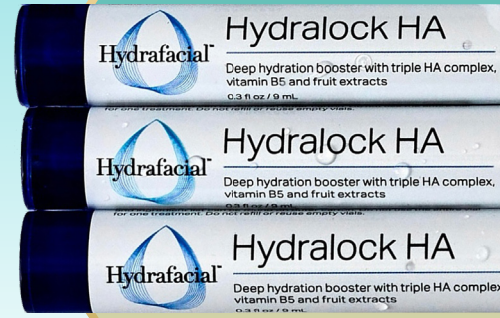 Hydrafacial™
Hydralock HA
Deep hydration booster with triple HA complex,
vitamin B5 and fruit extracts
0.3 fl oz / 9 mL
for one treatment. Do not refill or reuse empty vials.
Hydrafacial™
Hydralock HA
Deep hydration booster with triple HA complex,
vitamin B5 and fruit extracts
0.3 fl oz / 9 mL
for one treatment. Do not refill or reuse empty vials.
Hydrafacial™
Hydralock HA
Deep hydration booster with triple HA complex
vitamin B5 and fruit extracts
0.3 fl oz / 9 mL